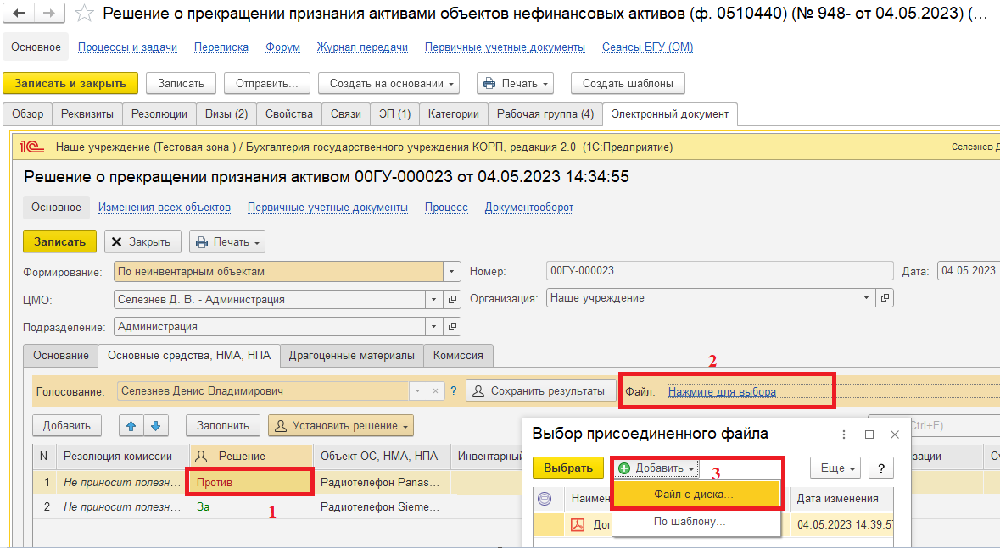 Решение о прекращении признания активами объектов нефинансовых активов (ф. 0510440) (№ 948- от 04.05.2023) (...
Основное Процессы и задачи Переписка Форум Журнал передачи Первичные учетные документы Сеансы БГУ (ОМ)
Записать и закрыть Записать Отправить... Создать на основании Печать Создать шаблоны
Обзор Реквизиты Резолюции Визы (2) Свойства Связи ЭП (1) Категории Рабочая группа (4) Электронный документ
1С Наше учреждение (Тестовая зона ) / Бухгалтерия государственного учреждения КОРП, редакция 2.0 (1С:Предприятие) Селезнев Д
Решение о прекращении признания активом 00ГУ-000023 от 04.05.2023 14:34:55
Основное Изменения всех объектов Первичные учетные документы Процесс Документооборот
Записать Закрыть Печать
Формирование: По неинвентарным объектам Номер: 00ГУ-000023 Дата: 04.05.2023
ЦМО: Селезнев Д. В. - Администрация Организация: Наше учреждение
Подразделение: Администрация
Основание Основные средства, НМА, НПА Драгоценные материалы Комиссия
2
Голосование: Селезнев Денис Владимирович ? Сохранить результаты Файл: Нажмите для выбора
Добавить Заполнить Установить решение Ctrl+F)
Выбор присоединенного файла
N Резолюция комиссии Решение Объект ОС, НМА, НПА Инвентарны зации Су
Выбрать Добавить 3 Еще ?
1 Не приносит полезн... Против Радиотелефон Panas...
Файл с диска...
Наимен Дата изменения
2 Не приносит полезн... За Радиотелефон Sieme...
1
По шаблону...
Дог 04.05.2023 14:39:57